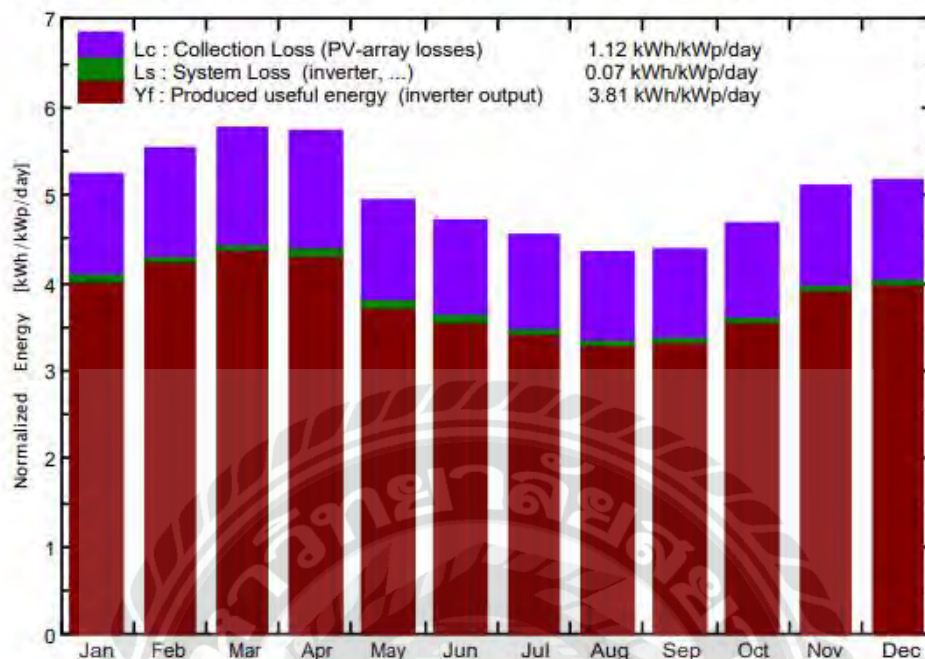 7
Lc : Collection Loss (PV-array losses) 1.12 kWh/kWp/day
Ls : System Loss (inverter, ...) 0.07 kWh/kWp/day
Yf : Produced useful energy (inverter output) 3.81 kWh/kWp/day
6
5
4
3
2
1
0
Normalized Energy [kWh/kWp/day]
Jan Feb Mar Apr May Jun Jul Aug Sep Oct Nov Dec